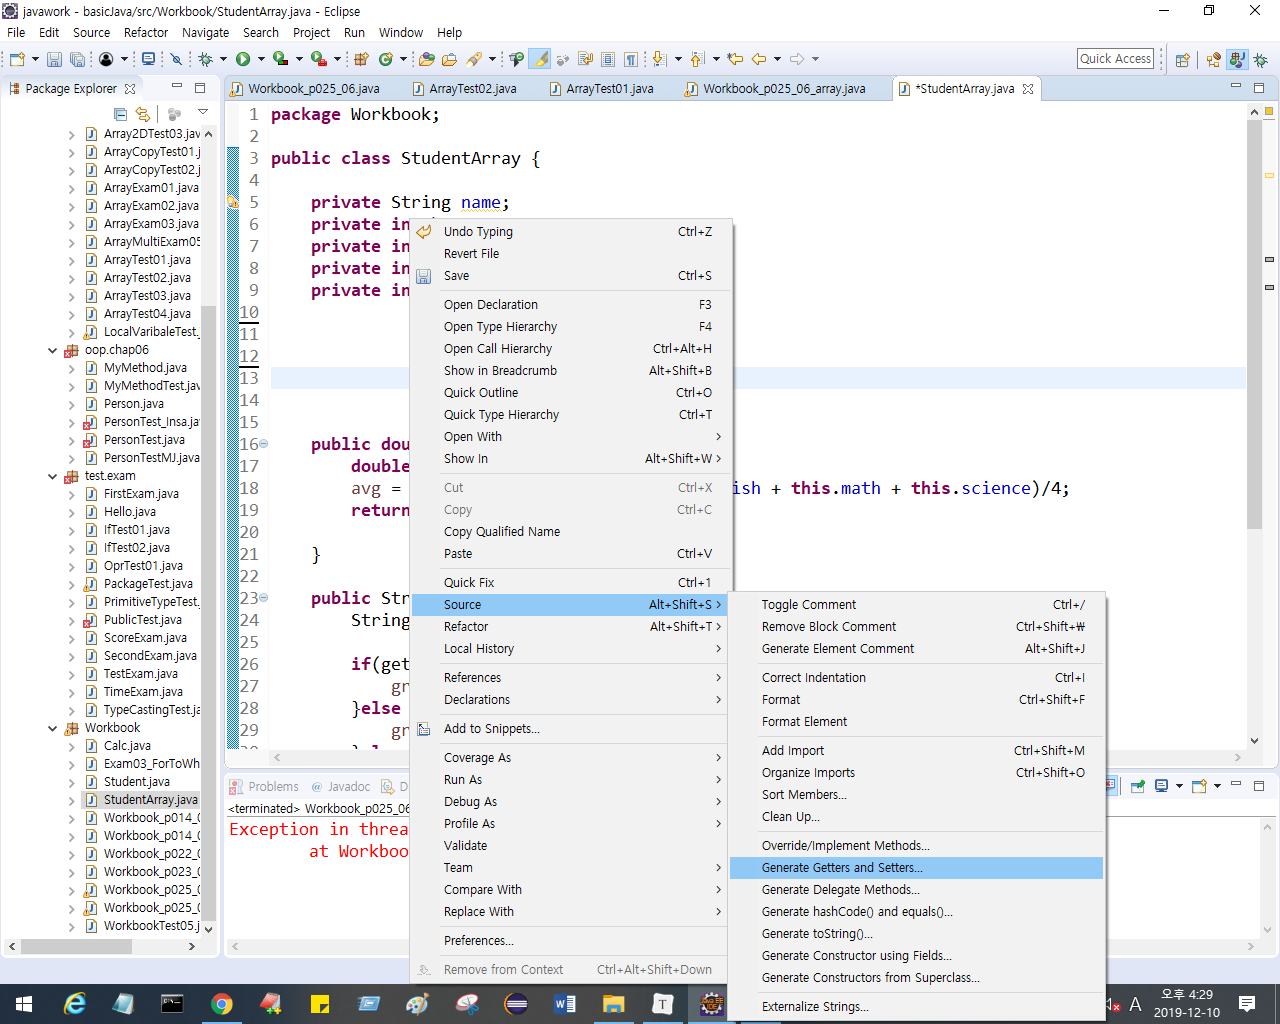 javawork - basicJava/src/Workbook/StudentArray.java - Eclipse
File Edit Source Refactor Navigate Search Project Run Window Help
Quick Access
Package Explorer
Workbook_p025_06.java ArrayTest02.java ArrayTest01.java Workbook_p025_06_array.java *StudentArray.java
Array2DTest03.jav
ArrayCopyTest01.j
ArrayCopyTest02.j
ArrayExam01.java
ArrayExam02.java
ArrayExam03.java
ArrayMultiExam05
ArrayTest01.java
ArrayTest02.java
ArrayTest03.java
ArrayTest04.java
LocalVaribaleTest.
oop.chap06
MyMethod.java
MyMethodTest.jav
Person.java
PersonTest_Insa.ja
PersonTest.java
PersonTestMJ.java
test.exam
FirstExam.java
Hello.java
IfTest01.java
IfTest02.java
OprTest01.java
PackageTest.java
PrimitiveTypeTest.
PublicTest.java
ScoreExam.java
SecondExam.java
TestExam.java
TimeExam.java
TypeCastingTest.ja
Workbook
Calc.java
Exam03_ForToWh
Student.java
StudentArray.java
Workbook_p014_0
Workbook_p014_0
Workbook_p022_0
Workbook_p023_0
Workbook_p025_0
Workbook_p025_0
WorkbookTest05.j
1 package Workbook;
2
3 public class StudentArray {
4
5 private String name;
6 private in
7 private in
8 private in
9 private in
10
11
12
13
14
15
16 public dou
17 double
18 avg = ish + this.math + this.science)/4;
19 return
20
21 }
22
23 public Str
24 String
25
26 if(get
27 gr
28 }else
29 gr
Undo Typing Ctrl+Z
Revert File
Save Ctrl+S
Open Declaration F3
Open Type Hierarchy F4
Open Call Hierarchy Ctrl+Alt+H
Show in Breadcrumb Alt+Shift+B
Quick Outline Ctrl+O
Quick Type Hierarchy Ctrl+T
Open With
Show In Alt+Shift+W
Cut Ctrl+X
Copy Ctrl+C
Copy Qualified Name
Paste Ctrl+V
Quick Fix Ctrl+1
Source Alt+Shift+S
Refactor Alt+Shift+T
Local History
References
Declarations
Add to Snippets...
Coverage As
Run As
Debug As
Profile As
Validate
Team
Compare With
Replace With
Preferences...
Remove from Context Ctrl+Alt+Shift+Down
Toggle Comment Ctrl+/
Remove Block Comment Ctrl+Shift+₩
Generate Element Comment Alt+Shift+J
Correct Indentation Ctrl+I
Format Ctrl+Shift+F
Format Element
Add Import Ctrl+Shift+M
Organize Imports Ctrl+Shift+O
Sort Members...
Clean Up...
Override/Implement Methods...
Generate Getters and Setters...
Generate Delegate Methods...
Generate hashCode() and equals()...
Generate toString()...
Generate Constructor using Fields...
Generate Constructors from Superclass...
Externalize Strings...
Problems @ Javadoc D
<terminated> Workbook_p025_06
Exception in threa
at Workboo
A 오후 4:29
2019-12-10